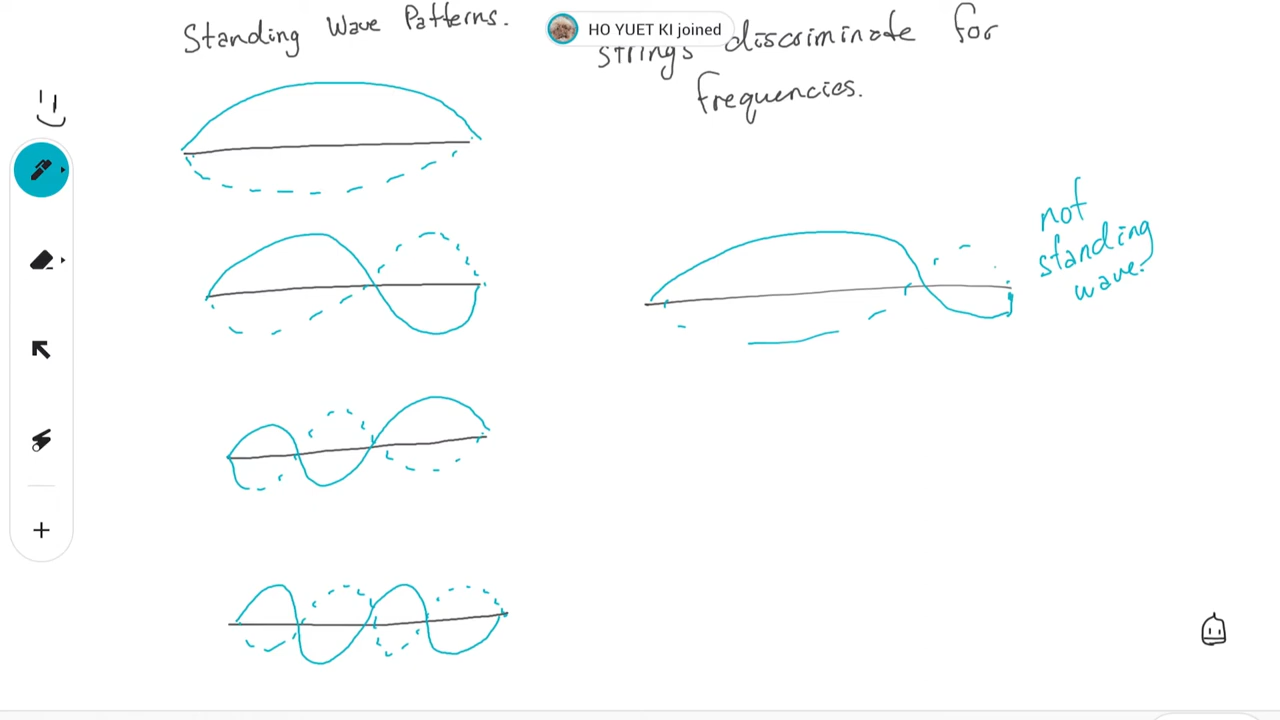 Standing Wave Patterns.
HO YUET KI joined
strings discriminate for
frequencies.
not
standing
wave.